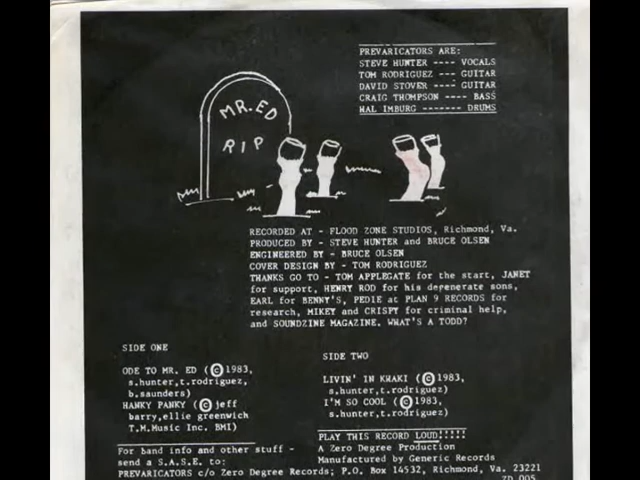 PREVARICATORS ARE:
STEVE HUNTER ---- VOCALS
TOM RODRIGUEZ --- GUITAR
DAVID STOVER ---- GUITAR
CRAIG THOMPSON ---- BASS
HAL IMBURG ------- DRUMS
MR. ED
RIP
RECORDED AT - FLOOD ZONE STUDIOS, Richmond, Va.
PRODUCED BY - STEVE HUNTER and BRUCE OLSEN
ENGINEERED BY - BRUCE OLSEN
COVER DESIGN BY - TOM RODRIGUEZ
THANKS GO TO - TOM APPLEGATE for the start, JANET
for support, HENRY ROD for his degenerate sons,
EARL for BENNY'S, PEDIE at PLAN 9 RECORDS for
research, MIKEY and CRISPY for criminal help,
and SOUNDZINE MAGAZINE. WHAT'S A TODD?
SIDE ONE
ODE TO MR. ED (©1983,
s.hunter,t.rodriguez,
b.saunders)
HANKY PANKY (©jeff
barry,ellie greenwich
T.M.Music Inc. BMI)
SIDE TWO
LIVIN' IN KHAKI (©1983,
s.hunter,t.rodriguez)
I'M SO COOL (©1983,
s.hunter,t.rodriguez)
PLAY THIS RECORD LOUD!!!!!
A Zero Degree Production
Manufactured by Generic Records
For band info and other stuff -
send a S.A.S.E. to:
PREVARICATORS c/o Zero Degree Records; P.O. Box 14532, Richmond, Va. 23221
ZD 005